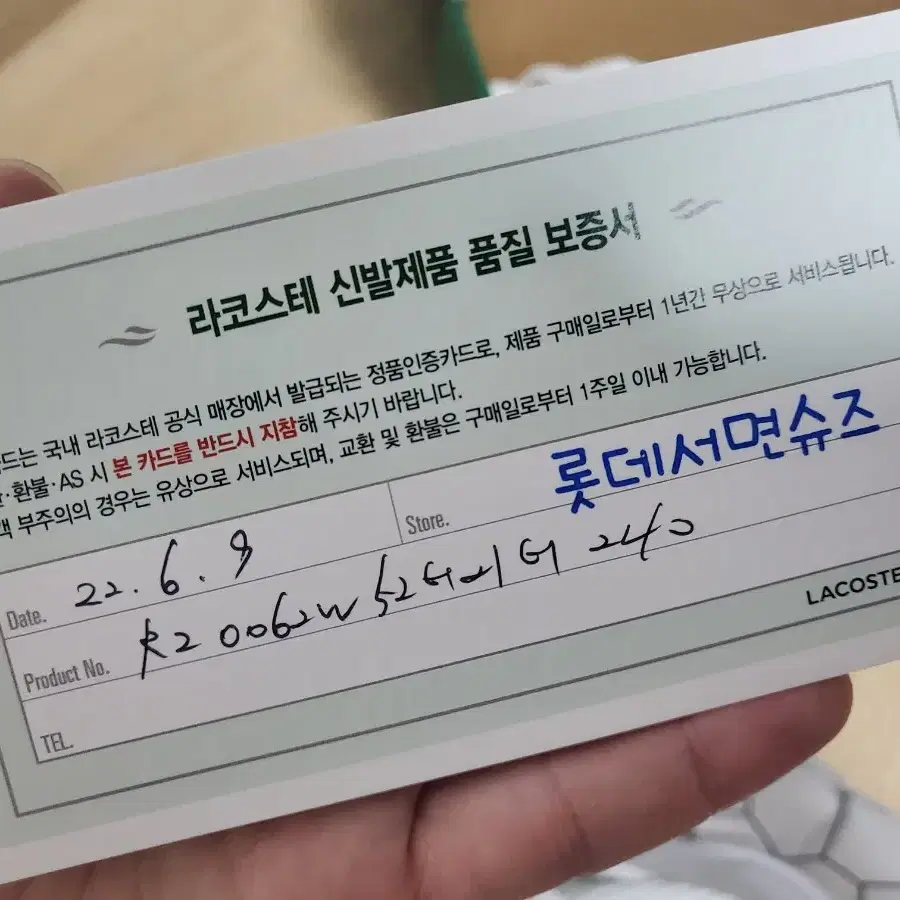 라코스테 신발제품 품질 보증서
드는 국내 라코스테 공식 매장에서 발급되는 정품인증카드로, 제품 구매일로부터 1년간 무상으로 서비스됩니다.
·환불·AS 시 본 카드를 반드시 지참해 주시기 바랍니다.
객 부주의의 경우는 유상으로 서비스되며, 교환 및 환불은 구매일로부터 1주일 이내 가능합니다.
Date. 22.6.9 Store. 롯데서면슈즈
Product No. R2 0062W 240
TEL.
LACOSTE